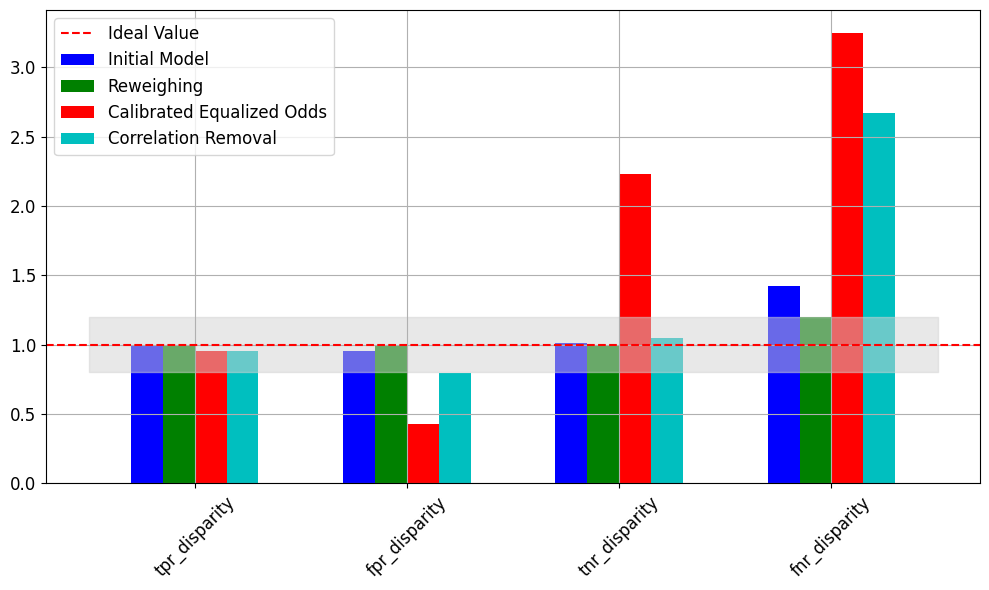 Ideal Value
Initial Model
Reweighing
Calibrated Equalized Odds
Correlation Removal
3.0
2.5
2.0
1.5
1.0
0.5
0.0
tpr_disparity
fpr_disparity
tnr_disparity
fnr_disparity